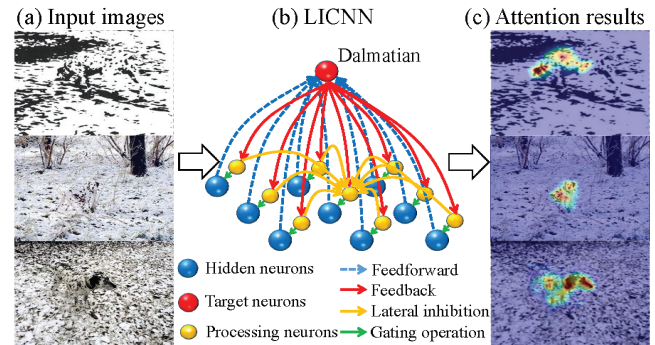 (a) Input images
(b) LICNN
(c) Attention results
Dalmatian
Hidden neurons
Target neurons
Processing neurons
Feedforward
Feedback
Lateral inhibition
Gating operation